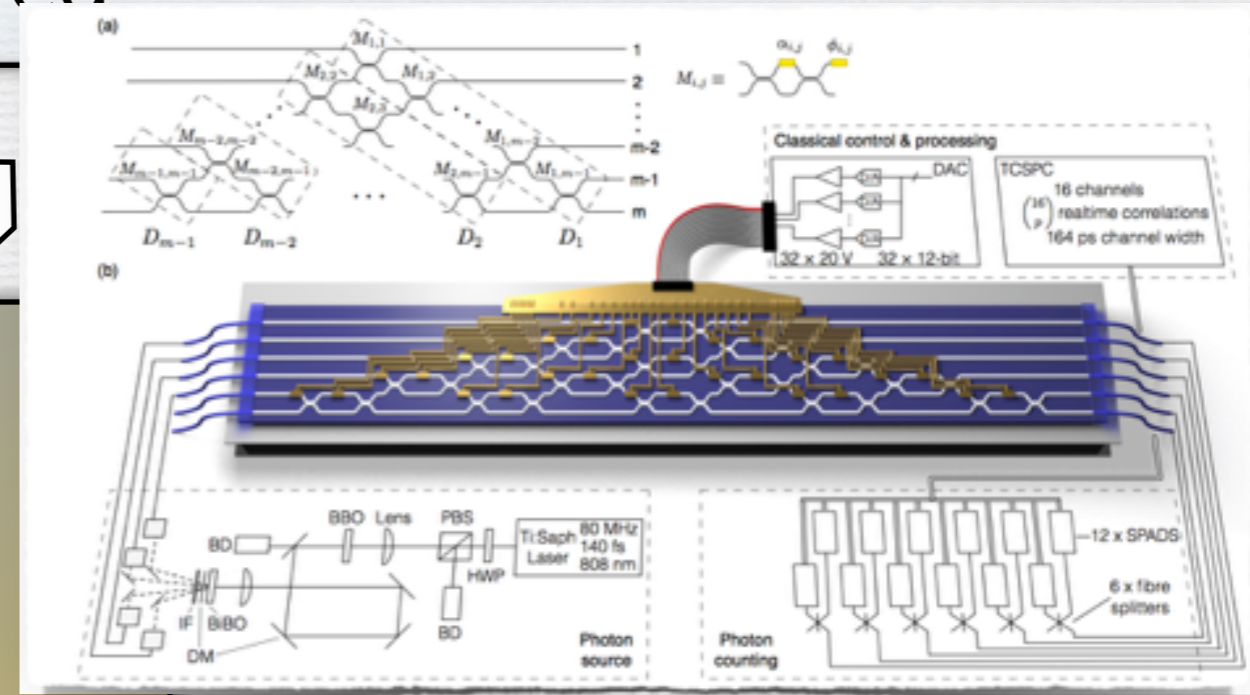 (a)
M1,1
1
M2,2
M1,2
2
M2,3
Mm-2,m-2
M1,m-2
m-2
Mm-1,m-1
Mm-2,m-1
M2,m-1
M1,m-1
m-1
m
Dm-1
Dm-2
D2
D1
αi,j
ϕi,j
Mi,j ≡
Classical control & processing
DAC
32 × 20 V
32 × 12-bit
TCSPC
16 channels
(16 p) realtime correlations
164 ps channel width
(b)
BBO
Lens
PBS
BD
HWP
Ti:Saph
Laser
80 MHz
140 fs
808 nm
IF
BiBO
BD
DM
Photon
source
Photon
counting
12 x SPADS
6 x fibre
splitters